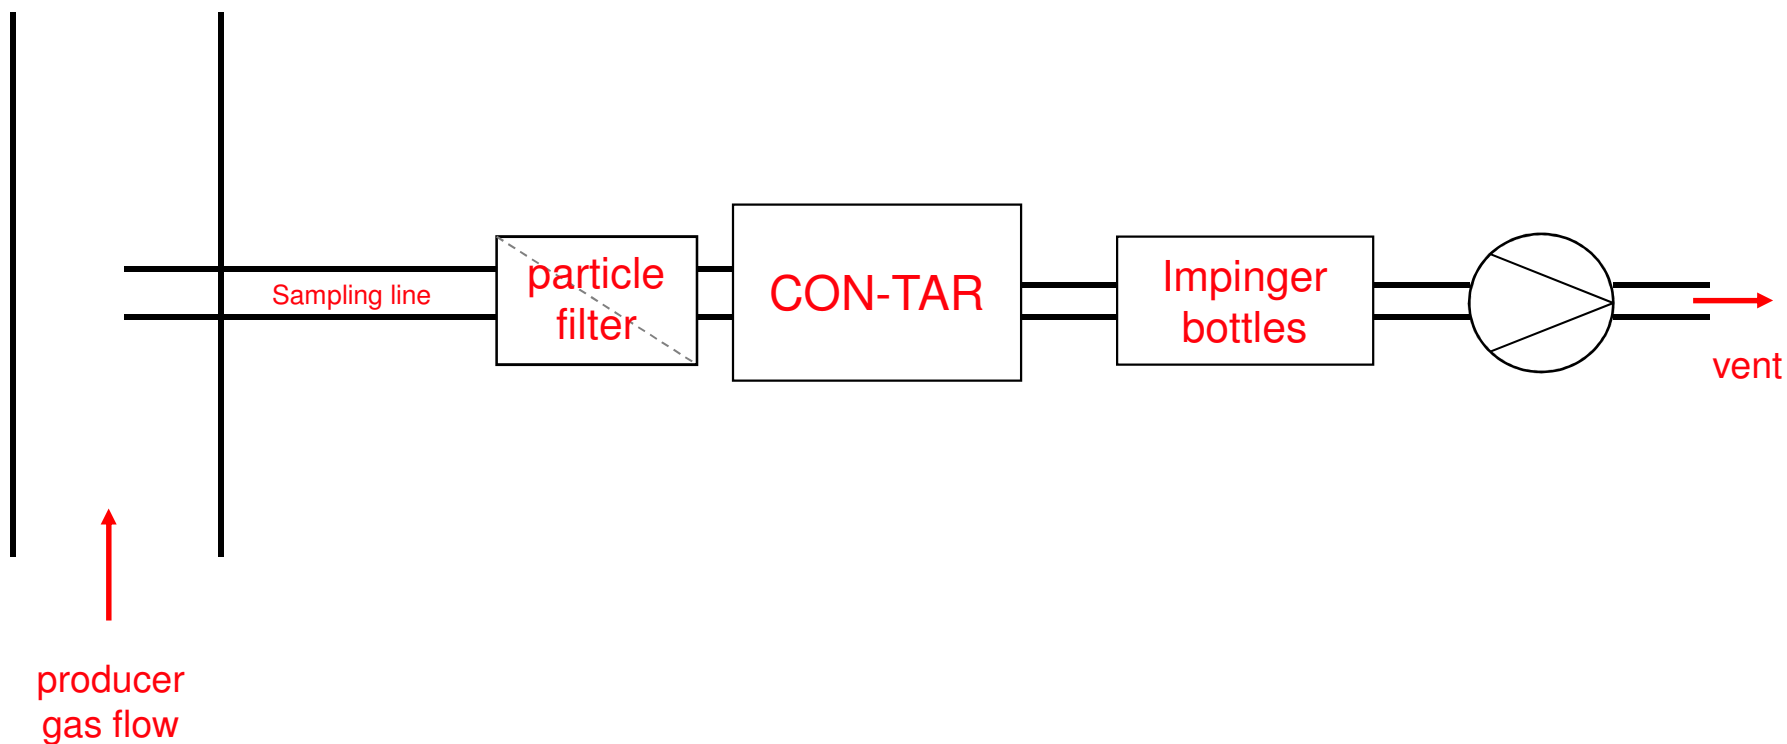 Sampling line
particle
filter
CON-TAR
Impinger
bottles
vent
producer
gas flow